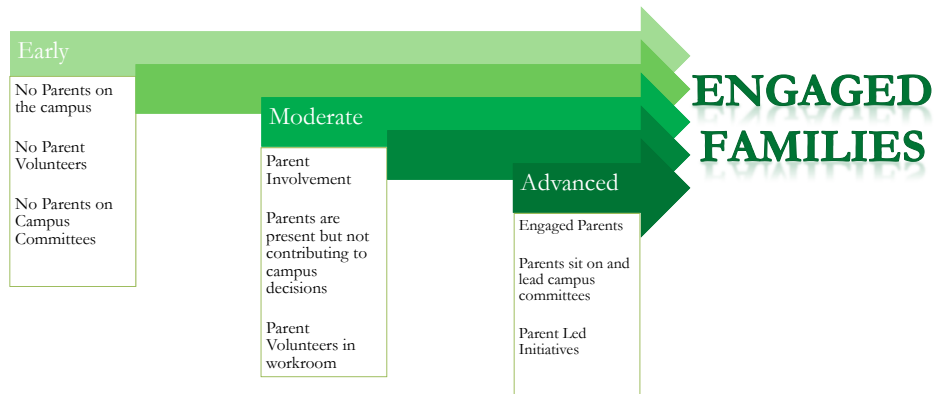 Early
No Parents on
the campus
No Parent
Volunteers
No Parents on
Campus
Committees
Moderate
Parent
Involvement
Parents are
present but not
contributing to
campus
decisions
Parent
Volunteers in
workroom
Advanced
Engaged Parents
Parents sit on and
lead campus
committees
Parent Led
Initiatives
ENGAGED
FAMILIES